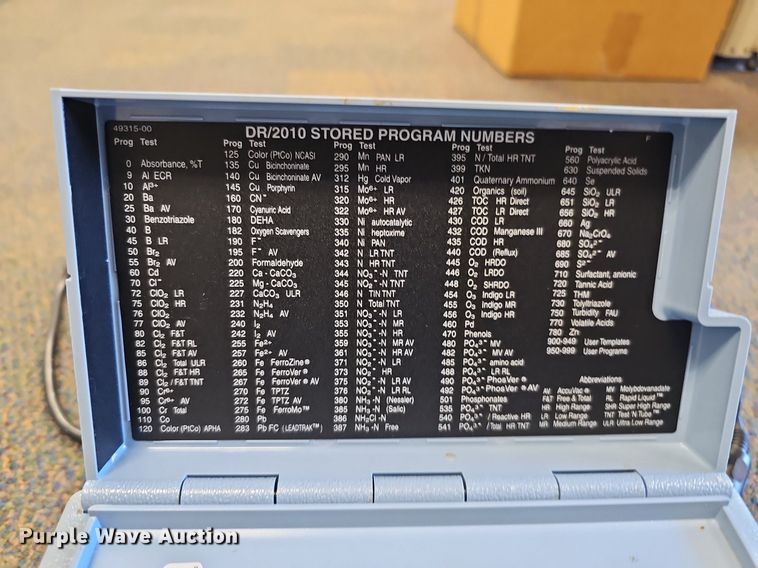 49315-00
DR/2010 STORED PROGRAM NUMBERS
F
Prog Test
0 Absorbance, %T
9 Al ECR
10 Al³⁺
20 Ba
25 Ba AV
30 Benzotriazole
40 B
45 B LR
50 Br₂
55 Br₂ AV
60 Cd
70 Cl⁻
72 ClO₂ LR
75 ClO₂ HR
76 ClO₂
77 ClO₂ AV
80 Cl₂ F&T
82 Cl₂ F&T RL
85 Cl₂ F&T AV
86 Cl₂ Total ULR
88 Cl₂ F&T HR
89 Cl₂ / F&T TNT
90 Cr⁶⁺
95 Cr⁶⁺ AV
100 Cr Total
110 Co
120 Color (PtCo) APHA
Prog Test
125 Color (PtCo) NCASI
135 Cu Bicinchoninate
140 Cu Bicinchoninate AV
145 Cu Porphyrin
160 CN⁻
170 Cyanuric Acid
180 DEHA
182 Oxygen Scavengers
190 F⁻
195 F⁻ AV
200 Formaldehyde
220 Ca - CaCO₃
225 Mg - CaCO₃
227 CaCO₃ ULR
231 N₂H₄
232 N₂H₄ AV
240 I₂
242 I₂ AV
255 Fe²⁺
257 Fe²⁺ AV
260 Fe FerroZine®
265 Fe FerroVer®
267 Fe FerroVer® AV
270 Fe TPTZ
272 Fe TPTZ AV
275 Fe FerroMo™
280 Pb
283 Pb FC (LEADTRAK™)
Prog Test
290 Mn PAN LR
295 Mn HR
312 Hg Cold Vapor
315 Mo⁶⁺ LR
320 Mo⁶⁺ HR
322 Mo⁶⁺ HR AV
330 Ni autocatalytic
335 Ni heptoxime
340 Ni PAN
342 N LR TNT
343 N HR TNT
344 NO₂⁻-N TNT
345 NO₃⁻-N TNT
346 N TIN TNT
350 N Total TNT
351 NO₃⁻-N LR
353 NO₃⁻-N MR
355 NO₃⁻-N HR
359 NO₃⁻-N MR AV
361 NO₃⁻-N HR AV
371 NO₂⁻-N LR
373 NO₂⁻ HR
375 NO₂⁻-N LR
376 NO₂⁻-N LR AV
380 NH₃-N (Nessler)
385 NH₃-N (Salic)
386 NH₂Cl-N
387 NH₃-N Free
Prog Test
395 N / Total HR TNT
399 TKN
401 Quaternary Ammonium
420 Organics (soil)
426 TOC HR Direct
427 TOC LR Direct
430 COD LR
432 COD Manganese III
435 COD HR
440 COD (Reflux)
445 O₂ HRDO
446 O₂ LRDO
448 O₂ SHRDO
454 O₃ Indigo LR
455 O₃ Indigo MR
456 O₃ Indigo HR
460 Pd
470 Phenols
480 PO₄³⁻ MV
482 PO₄³⁻ MV AV
485 PO₄³⁻ amino acid
488 PO₄³⁻ LR RL
490 PO₄³⁻ PhosVer®
492 PO₄³⁻ PhosVer® AV
501 Phosphonates
535 PO₄³⁻ TNT
540 PO₄³⁻/ Reactive HR
541 PO₄³⁻/ Total HR TNT
Prog Test
560 Polyacrylic Acid
630 Suspended Solids
640 Se
645 SiO₂ ULR
651 SiO₂ LR
656 SiO₂ HR
660 Ag
670 Na₂CrO₄
680 SO₄²⁻
685 SO₄²⁻ AV
690 S²⁻
710 Surfactant, anionic
720 Tannic Acid
725 THM
730 Tolyltriazole
750 Turbidity FAU
770 Volatile Acids
780 Zn
900-949 User Templates
950-999 User Programs
Abbreviations
AV AccuVac® MV Molybdovanadate
F&T Free & Total RL Rapid Liquid™
HR High Range SHR Super High Range
LR Low Range TNT Test 'N Tube™
MR Medium Range ULR Ultra Low Range
Purple Wave Auction